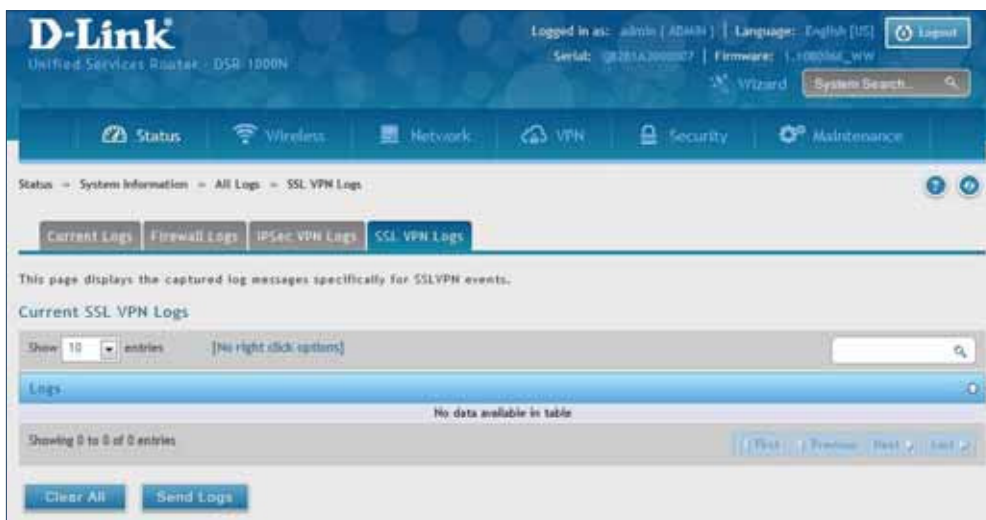 D-Link
Unified Services Router - DSR-1000N
Logged in as: admin [ ADMIN ] | Language: English [US] Logout
Serial: | Firmware:
Wizard System Search...
Status Wireless Network VPN Security Maintenance
Status » System Information » All Logs » SSL VPN Logs
Current Logs Firewall Logs IPSec VPN Logs SSL VPN Logs
This page displays the captured log messages specifically for SSLVPN events.
Current SSL VPN Logs
Show 10 entries [No right click options]
Logs
No data available in table
Showing 0 to 0 of 0 entries
First Previous Next Last
Clear All Send Logs